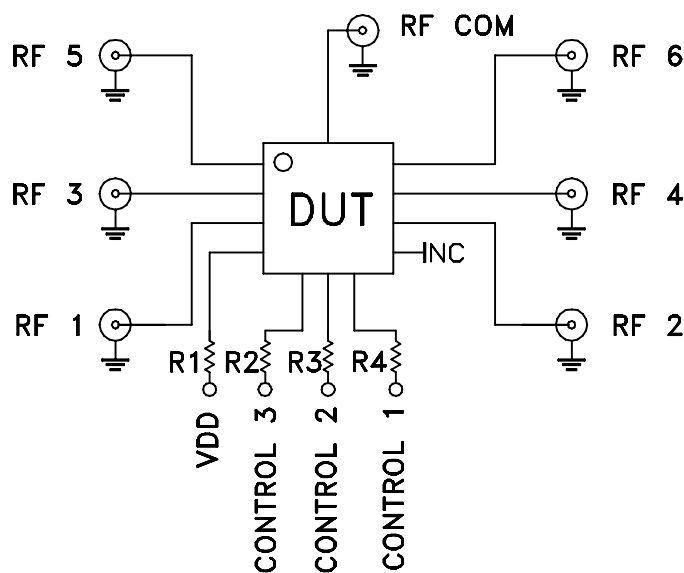 RF COM
RF 5
RF 6
RF 3
DUT
RF 4
NC
RF 1
RF 2
R1
R2
R3
R4
VDD
CONTROL 3
CONTROL 2
CONTROL 1